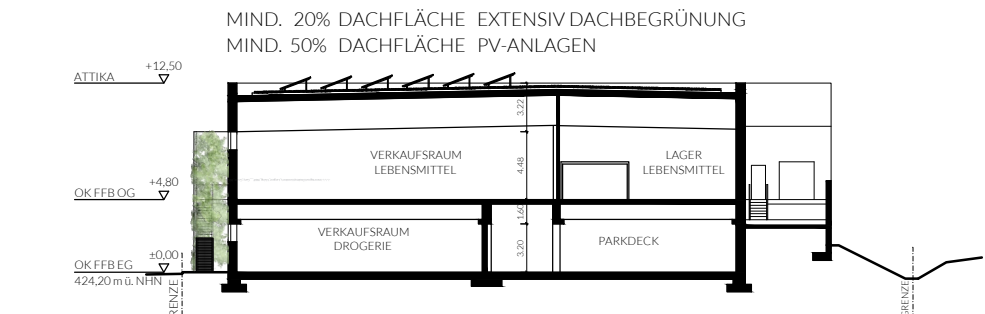 MIND. 20% DACHFLÄCHE EXTENSIV DACHBEGRÜNUNG
MIND. 50% DACHFLÄCHE PV-ANLAGEN
+12,50
ATTIKA
3.22
VERKAUFSRAUM
LEBENSMITTEL
4.48
LAGER
LEBENSMITTEL
+4,80
OK FFB OG
1.60
VERKAUFSRAUM
DROGERIE
PARKDECK
3.20
±0,00
OK FFB EG
424,20 m ü. NHN
RENZE
GRENZE